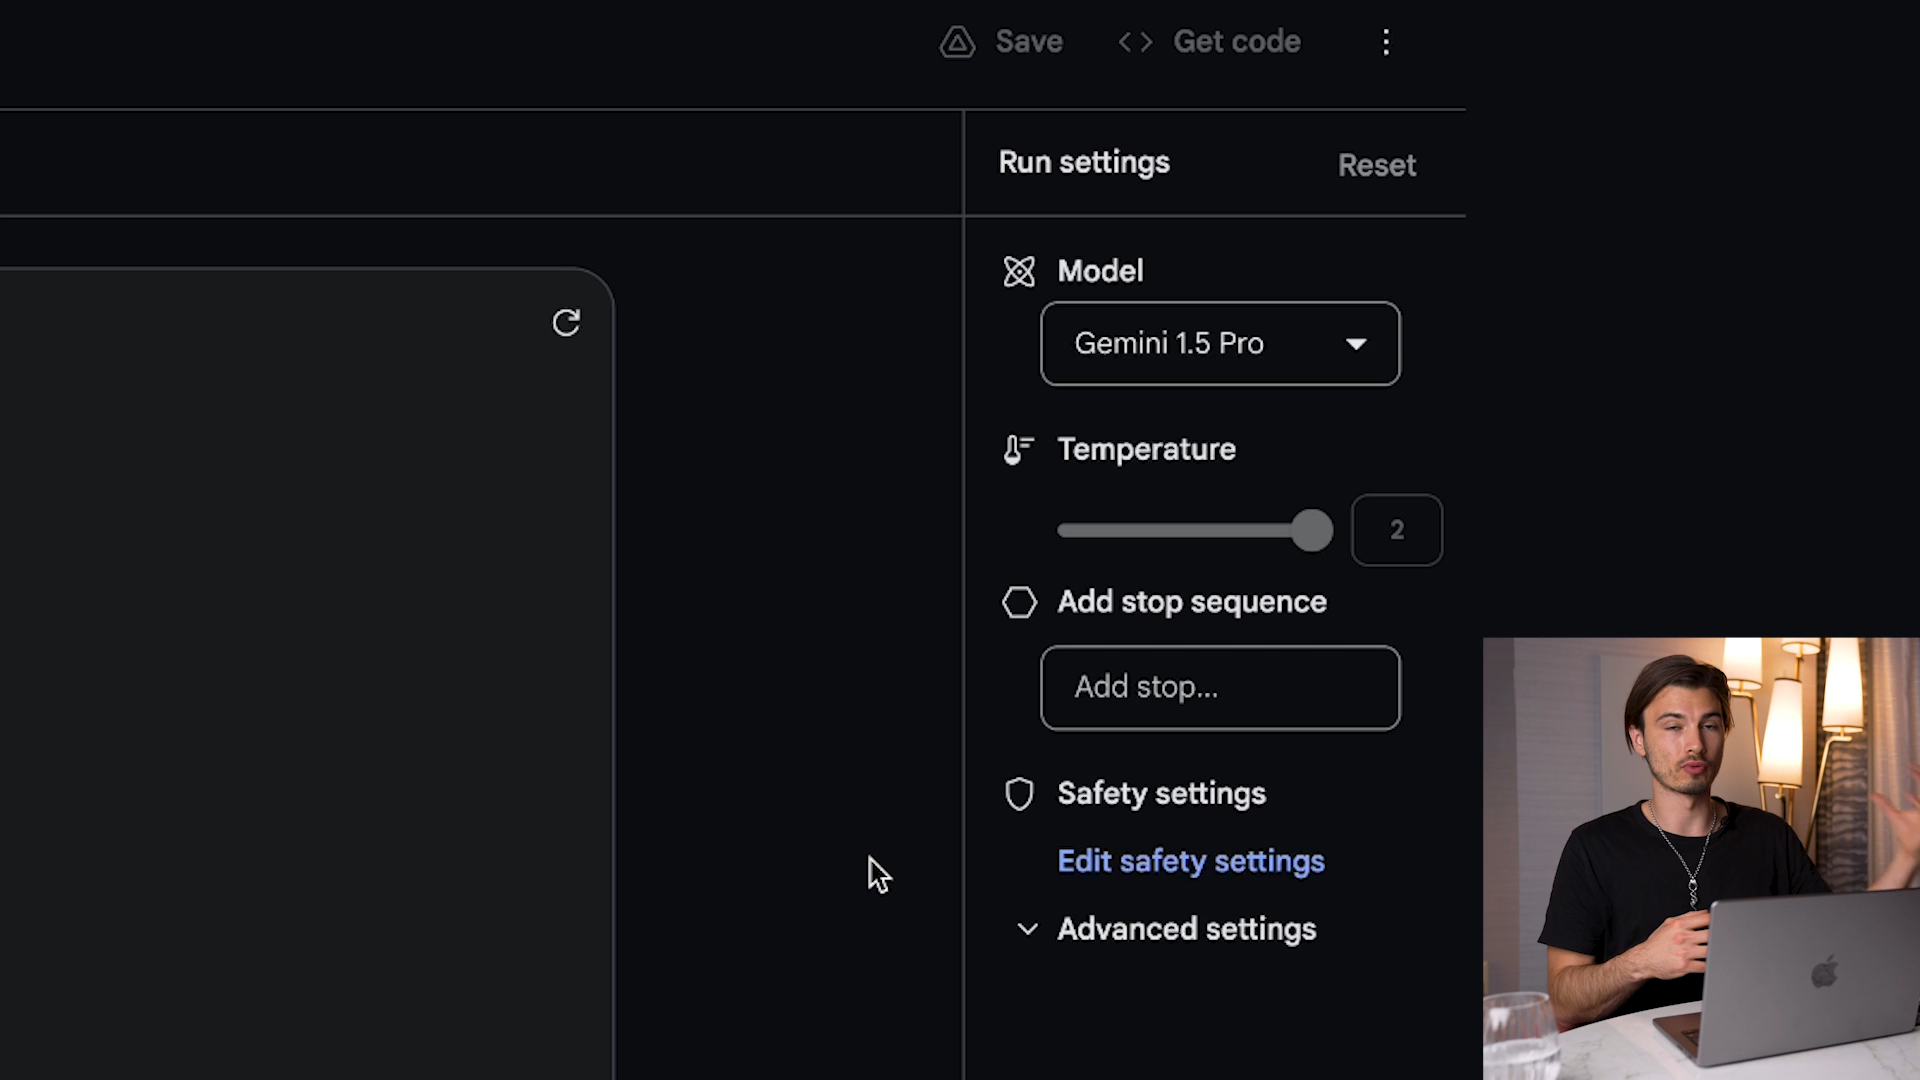 Save
Get code
Run settings
Reset
Model
Gemini 1.5 Pro
Temperature
2
Add stop sequence
Add stop...
Safety settings
Edit safety settings
Advanced settings